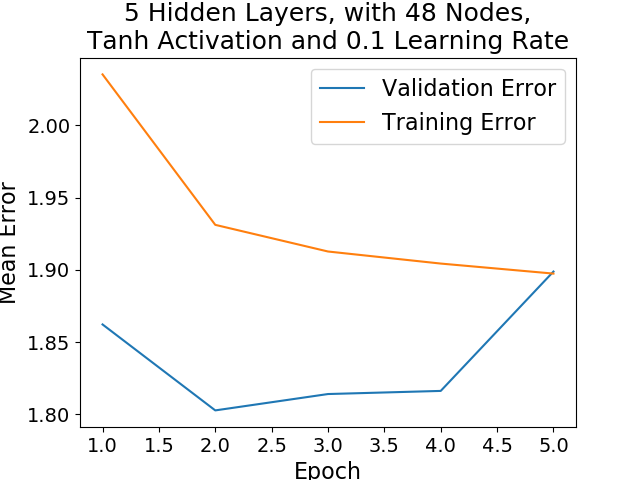 5 Hidden Layers, with 48 Nodes,
Tanh Activation and 0.1 Learning Rate
Validation Error
Training Error
Mean Error
2.00
1.95
1.90
1.85
1.80
1.0 1.5 2.0 2.5 3.0 3.5 4.0 4.5 5.0
Epoch